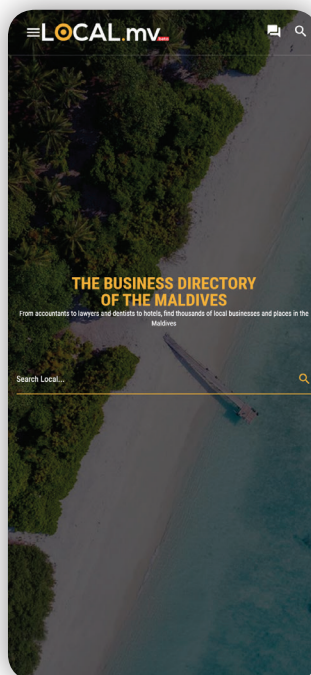 LOCAL.mv
THE BUSINESS DIRECTORY
OF THE MALDIVES
From accountants to lawyers and dentists to hotels, find thousands of local businesses and places in the
Maldives
Search Local...